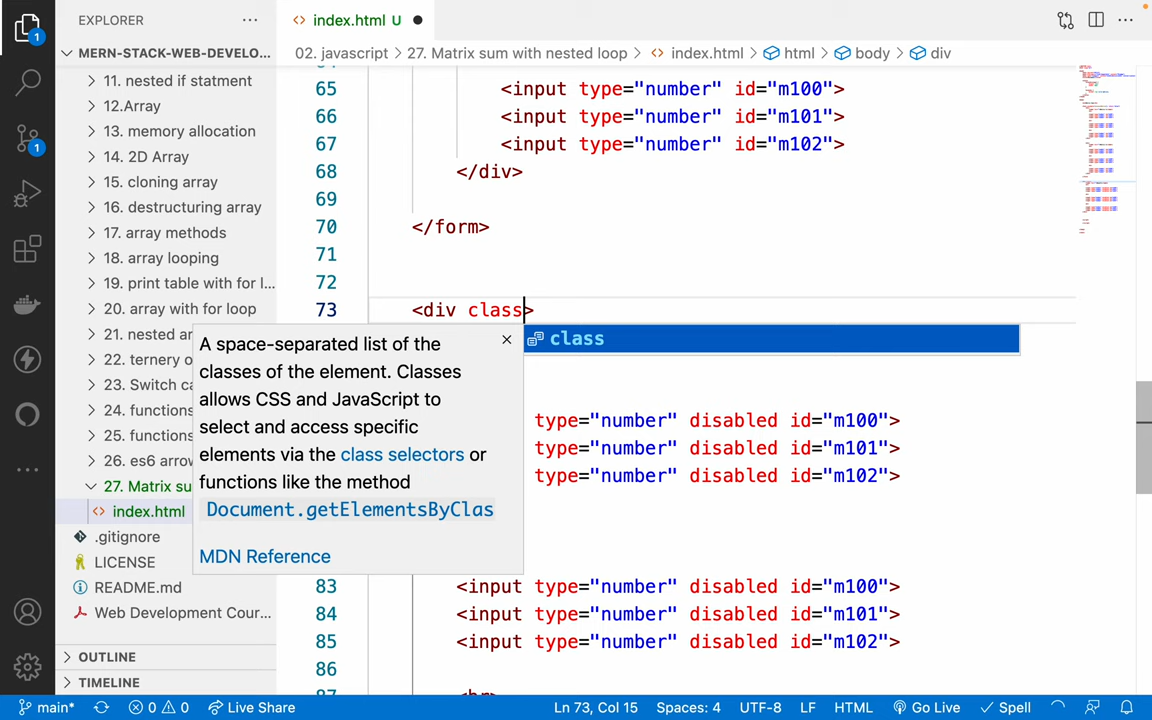 EXPLORER
index.html U
MERN-STACK-WEB-DEVELO...
02. javascript > 27. Matrix sum with nested loop > index.html > html > body > div
11. nested if statment
12.Array
13. memory allocation
14. 2D Array
15. cloning array
16. destructuring array
17. array methods
18. array looping
19. print table with for l...
20. array with for loop
21. nested ar
22. ternery o
23. Switch ca
24. functions
25. functions
26. es6 arrow
27. Matrix su
index.html
.gitignore
LICENSE
README.md
Web Development Cour...
OUTLINE
TIMELINE
65 <input type="number" id="m100">
66 <input type="number" id="m101">
67 <input type="number" id="m102">
68 </div>
69
70 </form>
71
72
73 <div class>
class
A space-separated list of the
classes of the element. Classes
allows CSS and JavaScript to
select and access specific
elements via the class selectors or
functions like the method
Document.getElementsByClas
MDN Reference
type="number" disabled id="m100">
type="number" disabled id="m101">
type="number" disabled id="m102">
83 <input type="number" disabled id="m100">
84 <input type="number" disabled id="m101">
85 <input type="number" disabled id="m102">
86
87 <br>
1
1
main* 0 0 Live Share Ln 73, Col 15 Spaces: 4 UTF-8 LF HTML Go Live Spell